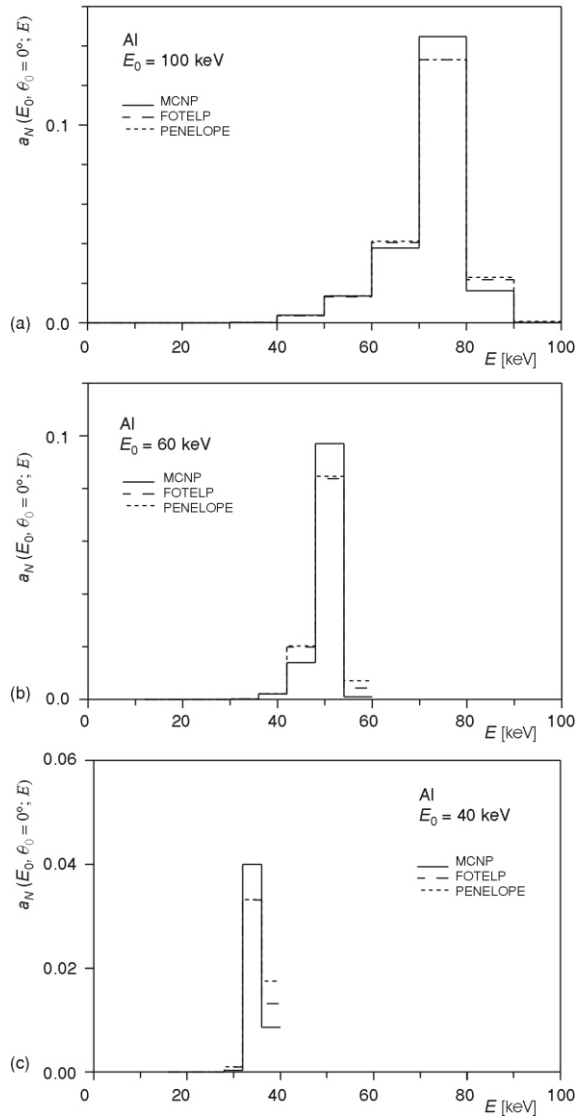 Al
E₀ = 100 keV
MCNP
FOTELP
PENELOPE
a_N (E₀, θ₀ = 0°; E)
0.1
0.0
(a)
0 20 40 60 80 100
E [keV]
Al
E₀ = 60 keV
MCNP
FOTELP
PENELOPE
a_N (E₀, θ₀ = 0°; E)
0.1
0.0
(b)
0 20 40 60 80 100
E [keV]
0.06
Al
E₀ = 40 keV
MCNP
FOTELP
PENELOPE
a_N (E₀, θ₀ = 0°; E)
0.04
0.02
0.00
(c)
0 20 40 60 80 100
E [keV]